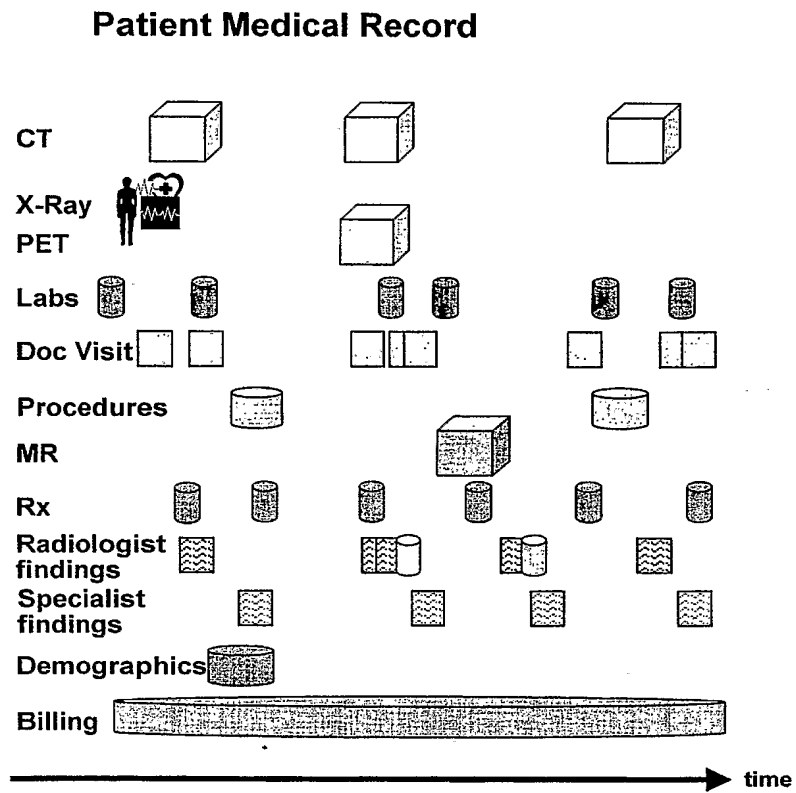 Patient Medical Record
CT
X-Ray
PET
Labs
Doc Visit
Procedures
MR
Rx
Radiologist
findings
Specialist
findings
Demographics
Billing
time